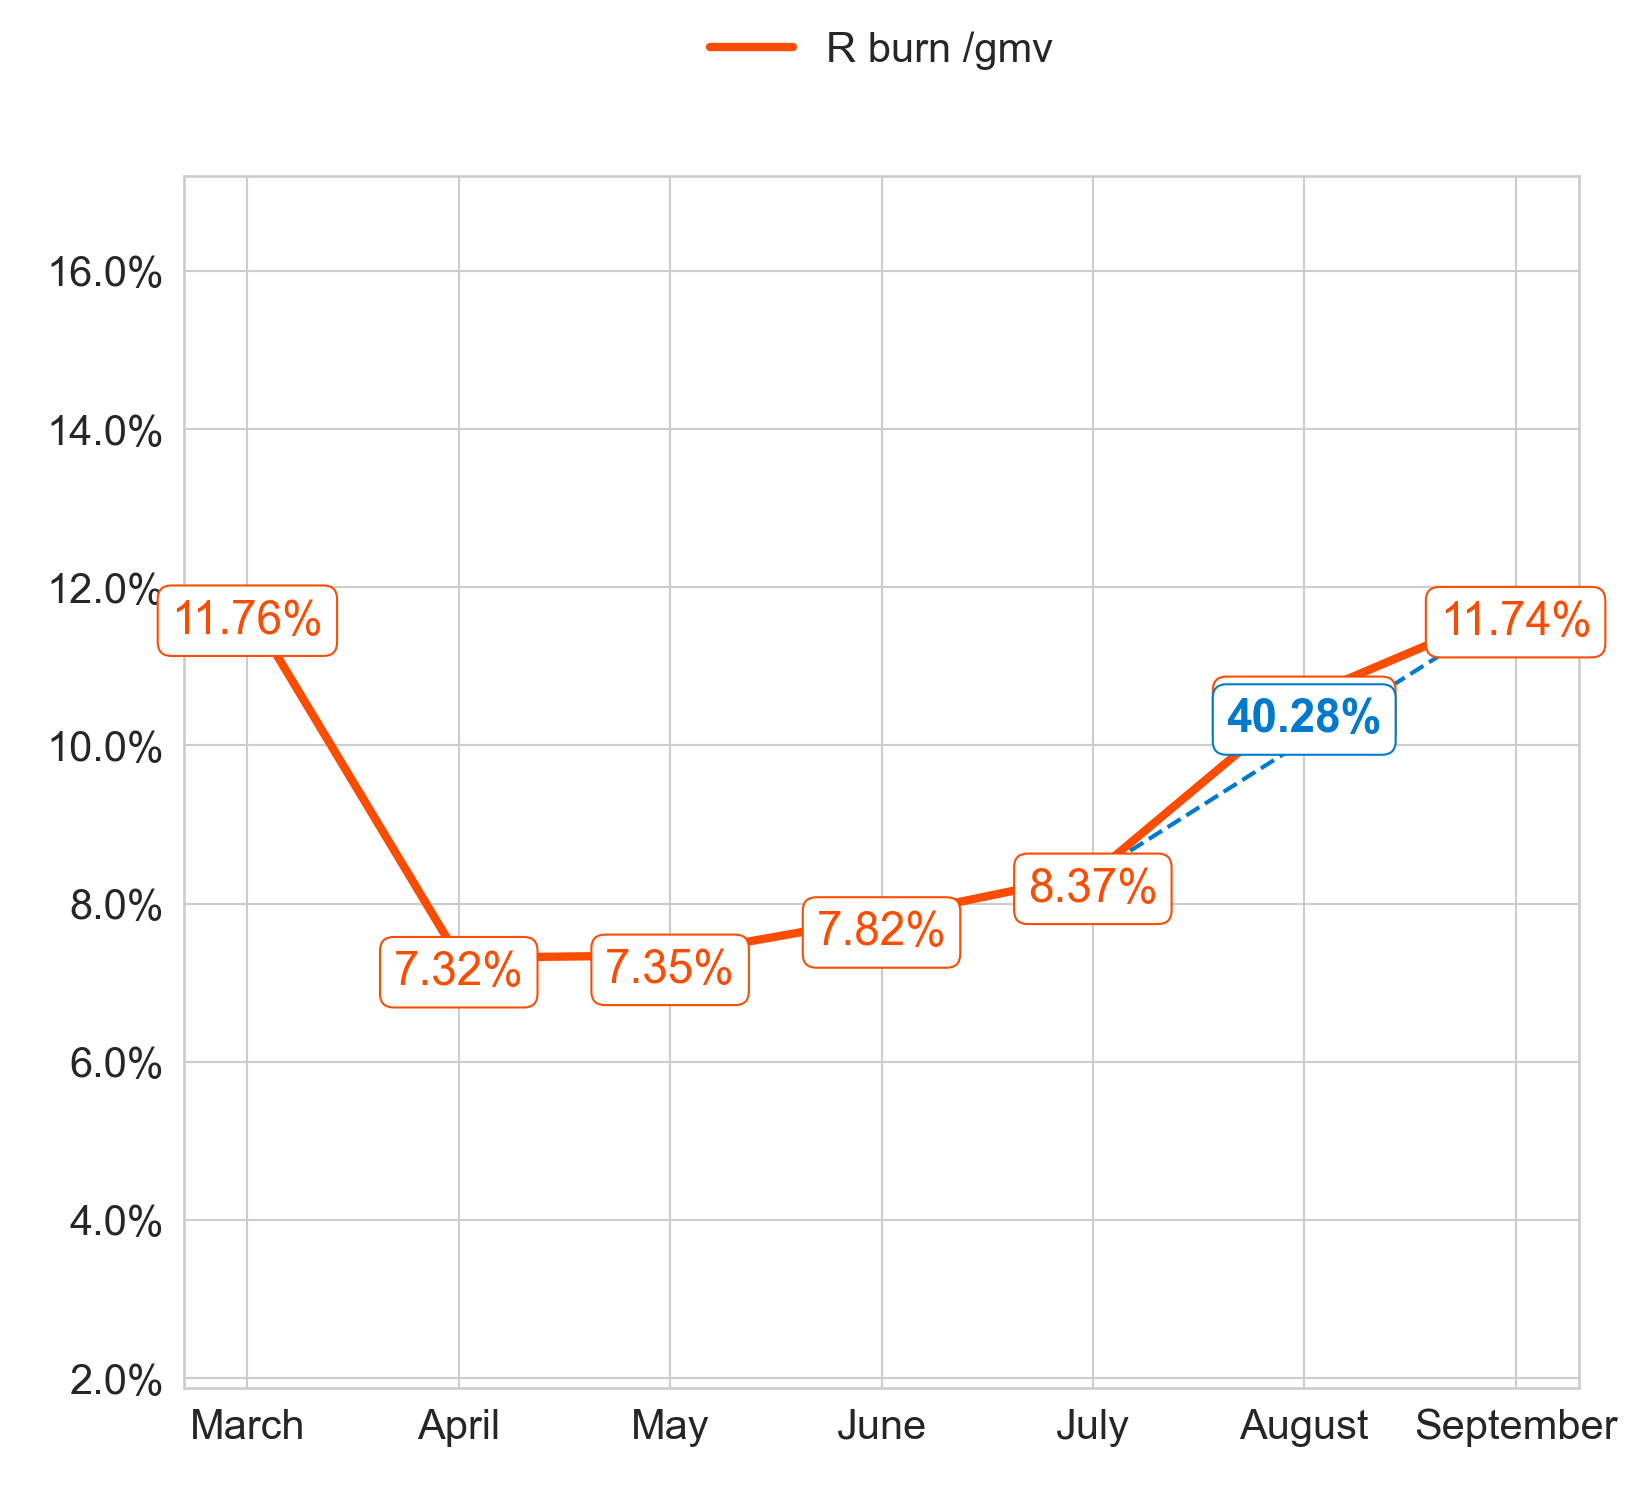 R burn /gmv
16.0%
14.0%
12.0%
10.0%
8.0%
6.0%
4.0%
2.0%
11.76%
7.32%
7.35%
7.82%
8.37%
40.28%
11.74%
March
April
May
June
July
August
September